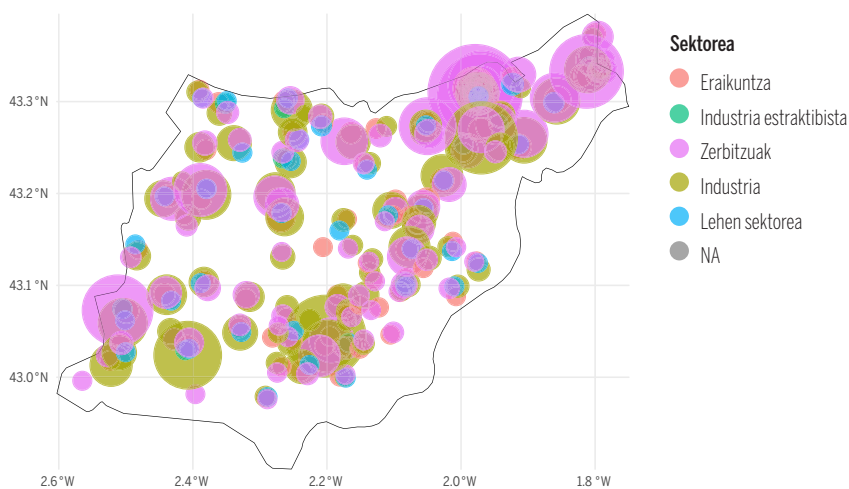 Sektorea
Eraikuntza
Industria estraktibista
Zerbitzuak
Industria
Lehen sektorea
NA
43.3°N
43.2°N
43.1°N
43.0°N
2.6°W 2.4°W 2.2°W 2.0°W 1.8°W